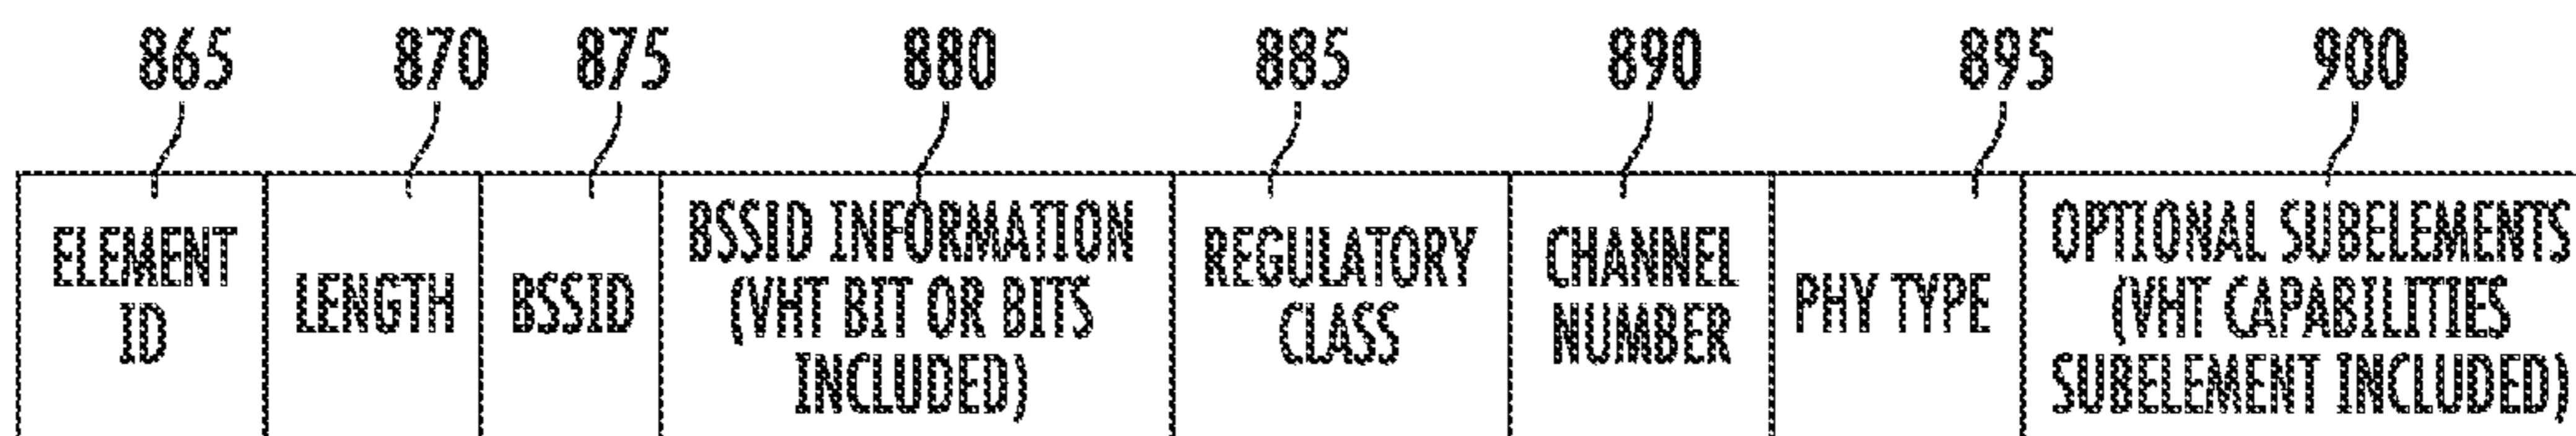 865 870 875 880 885 890 895 900
ELEMENT
ID
LENGTH
BSSID
BSSID INFORMATION
(VHT BIT OR BITS
INCLUDED)
REGULATORY
CLASS
CHANNEL
NUMBER
PHY TYPE
OPTIONAL SUBELEMENTS
(VHT CAPABILITIES
SUBELEMENT INCLUDED)